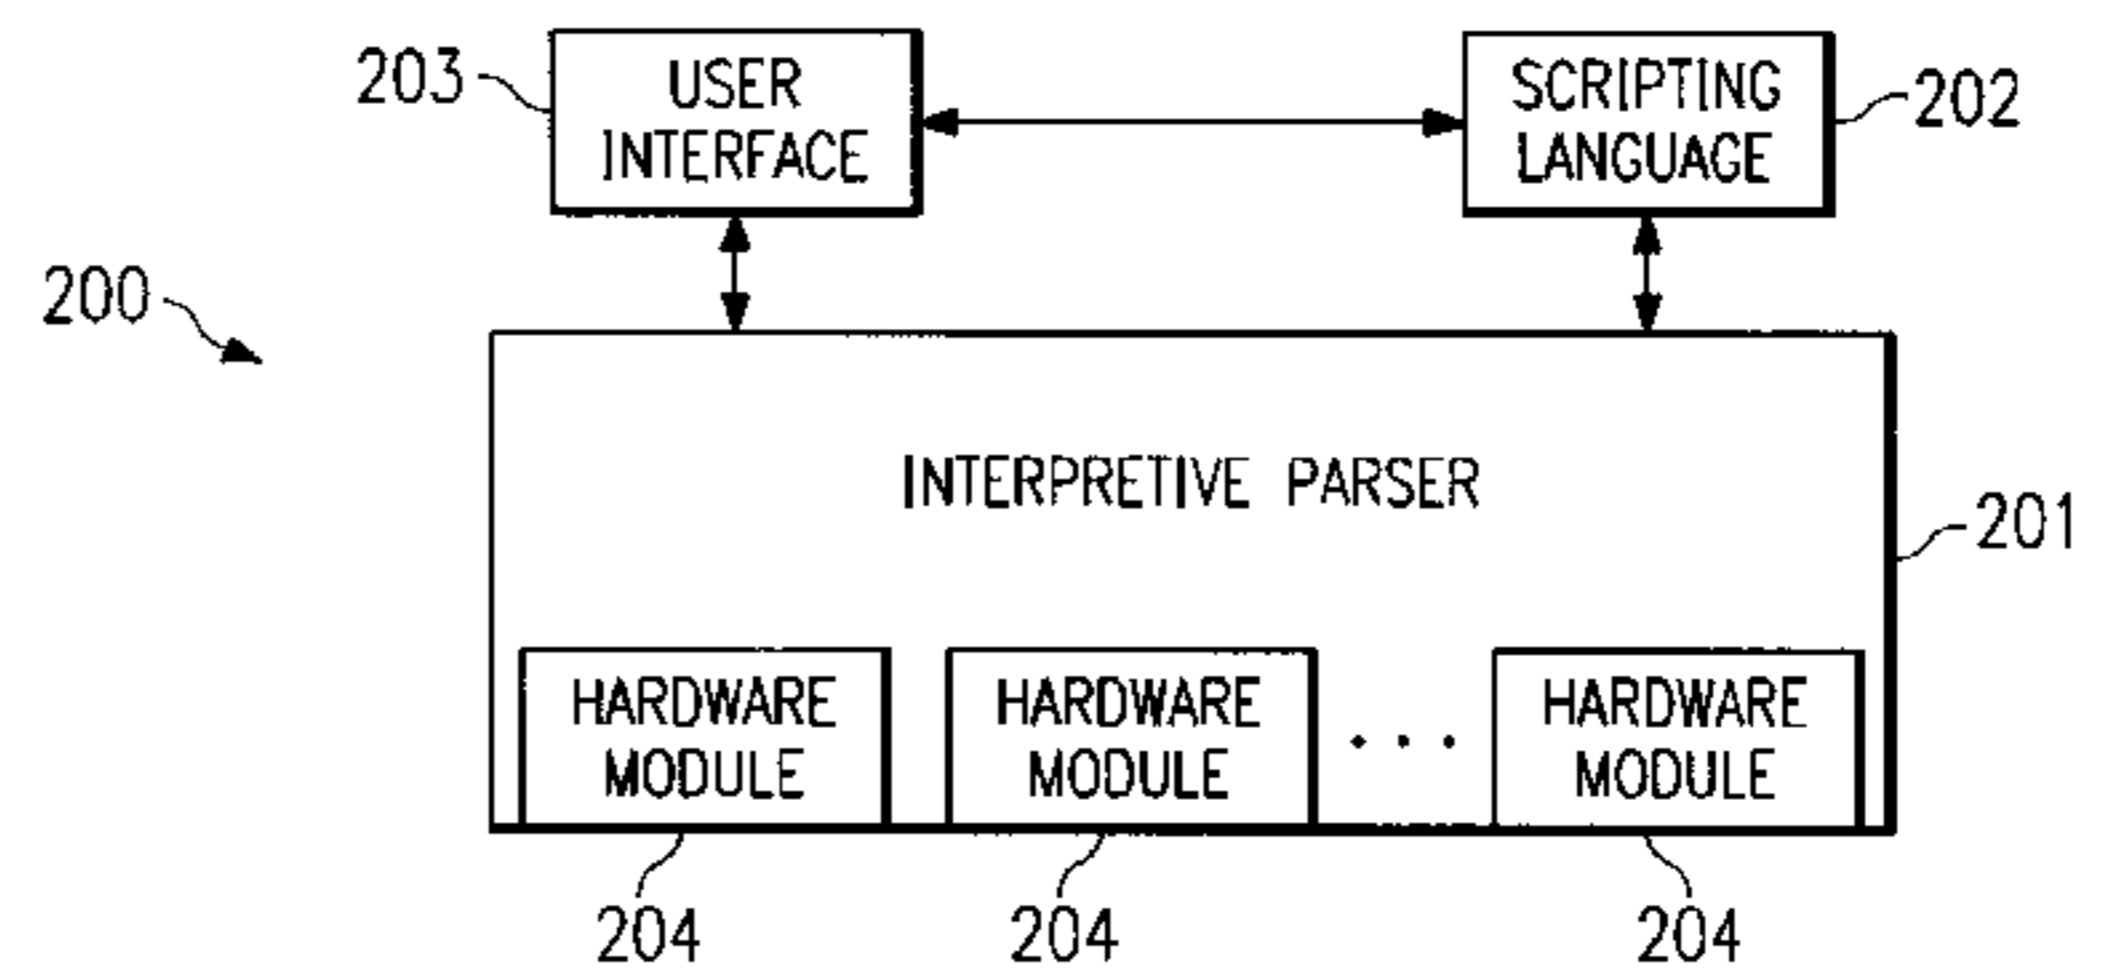 203
USER
INTERFACE
SCRIPTING
LANGUAGE
202
200
INTERPRETIVE PARSER
201
HARDWARE
MODULE
HARDWARE
MODULE
. . .
HARDWARE
MODULE
204
204
204